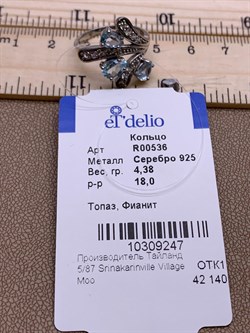 el'delio
Кольцо
Арт R00536
Металл Серебро 925
Вес, гр. 4,38
р-р 18,0
Топаз, Фианит
10309247
Производитель Тайланд
5/87 Srinakarinville Village
Moo
ОТК1
42 140